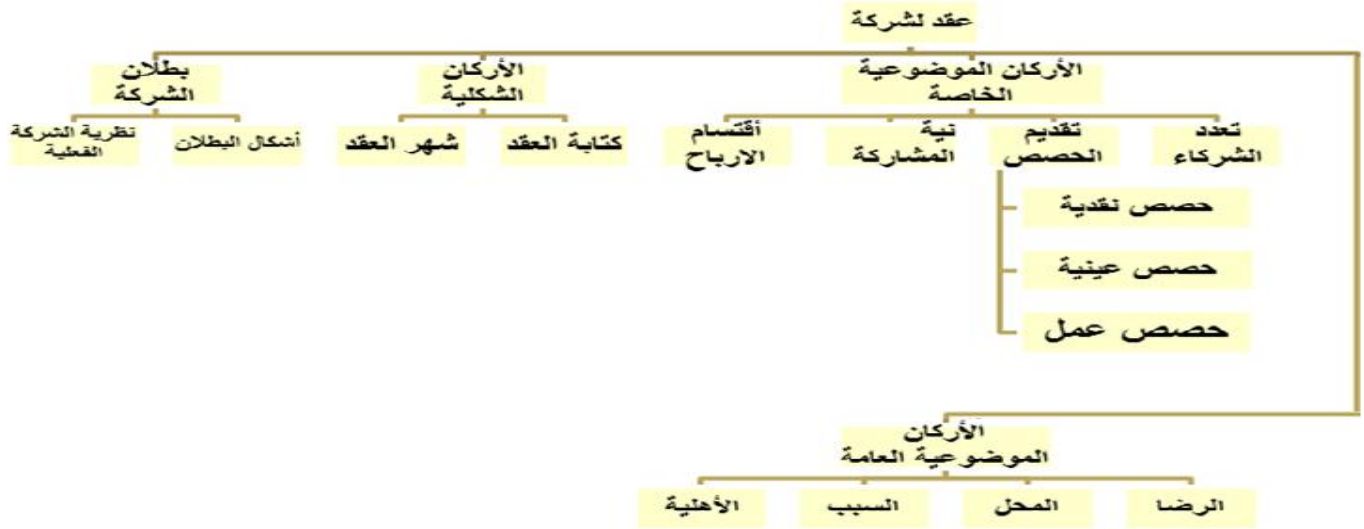 عقد لشركة
الأركان الموضوعية
الخاصة
الأركان
الشكلية
بطلان
الشركة
تعدد
الشركاء
تقديم
الحصص
نية
المشاركة
أقتسام
الارباح
كتابة العقد
شهر العقد
أشكال البطلان
نظرية الشركة
الفعلية
حصص نقدية
حصص عينية
حصص عمل
الأركان
الموضوعية العامة
الرضا
المحل
السبب
الأهلية